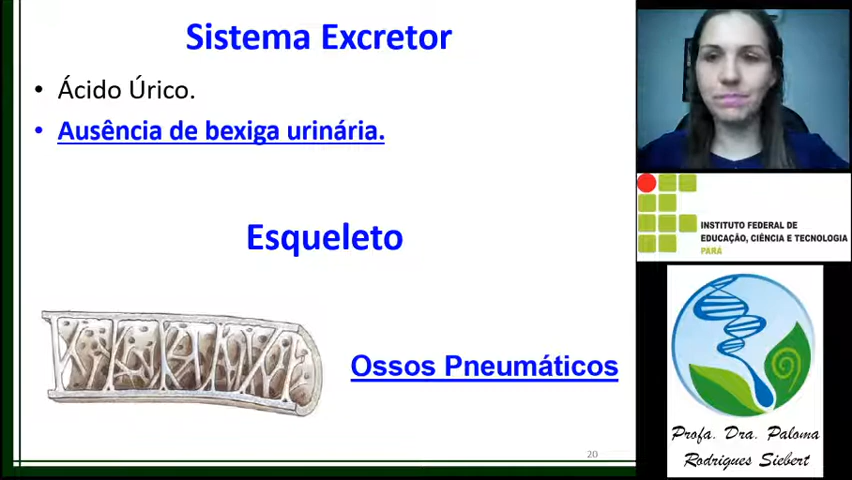 Sistema Excretor
• Ácido Úrico.
• Ausência de bexiga urinária.
Esqueleto
Ossos Pneumáticos
20
INSTITUTO FEDERAL DE
EDUCAÇÃO, CIÊNCIA E TECNOLOGIA
PARÁ
Profa. Dra. Paloma
Rodrigues Siebert